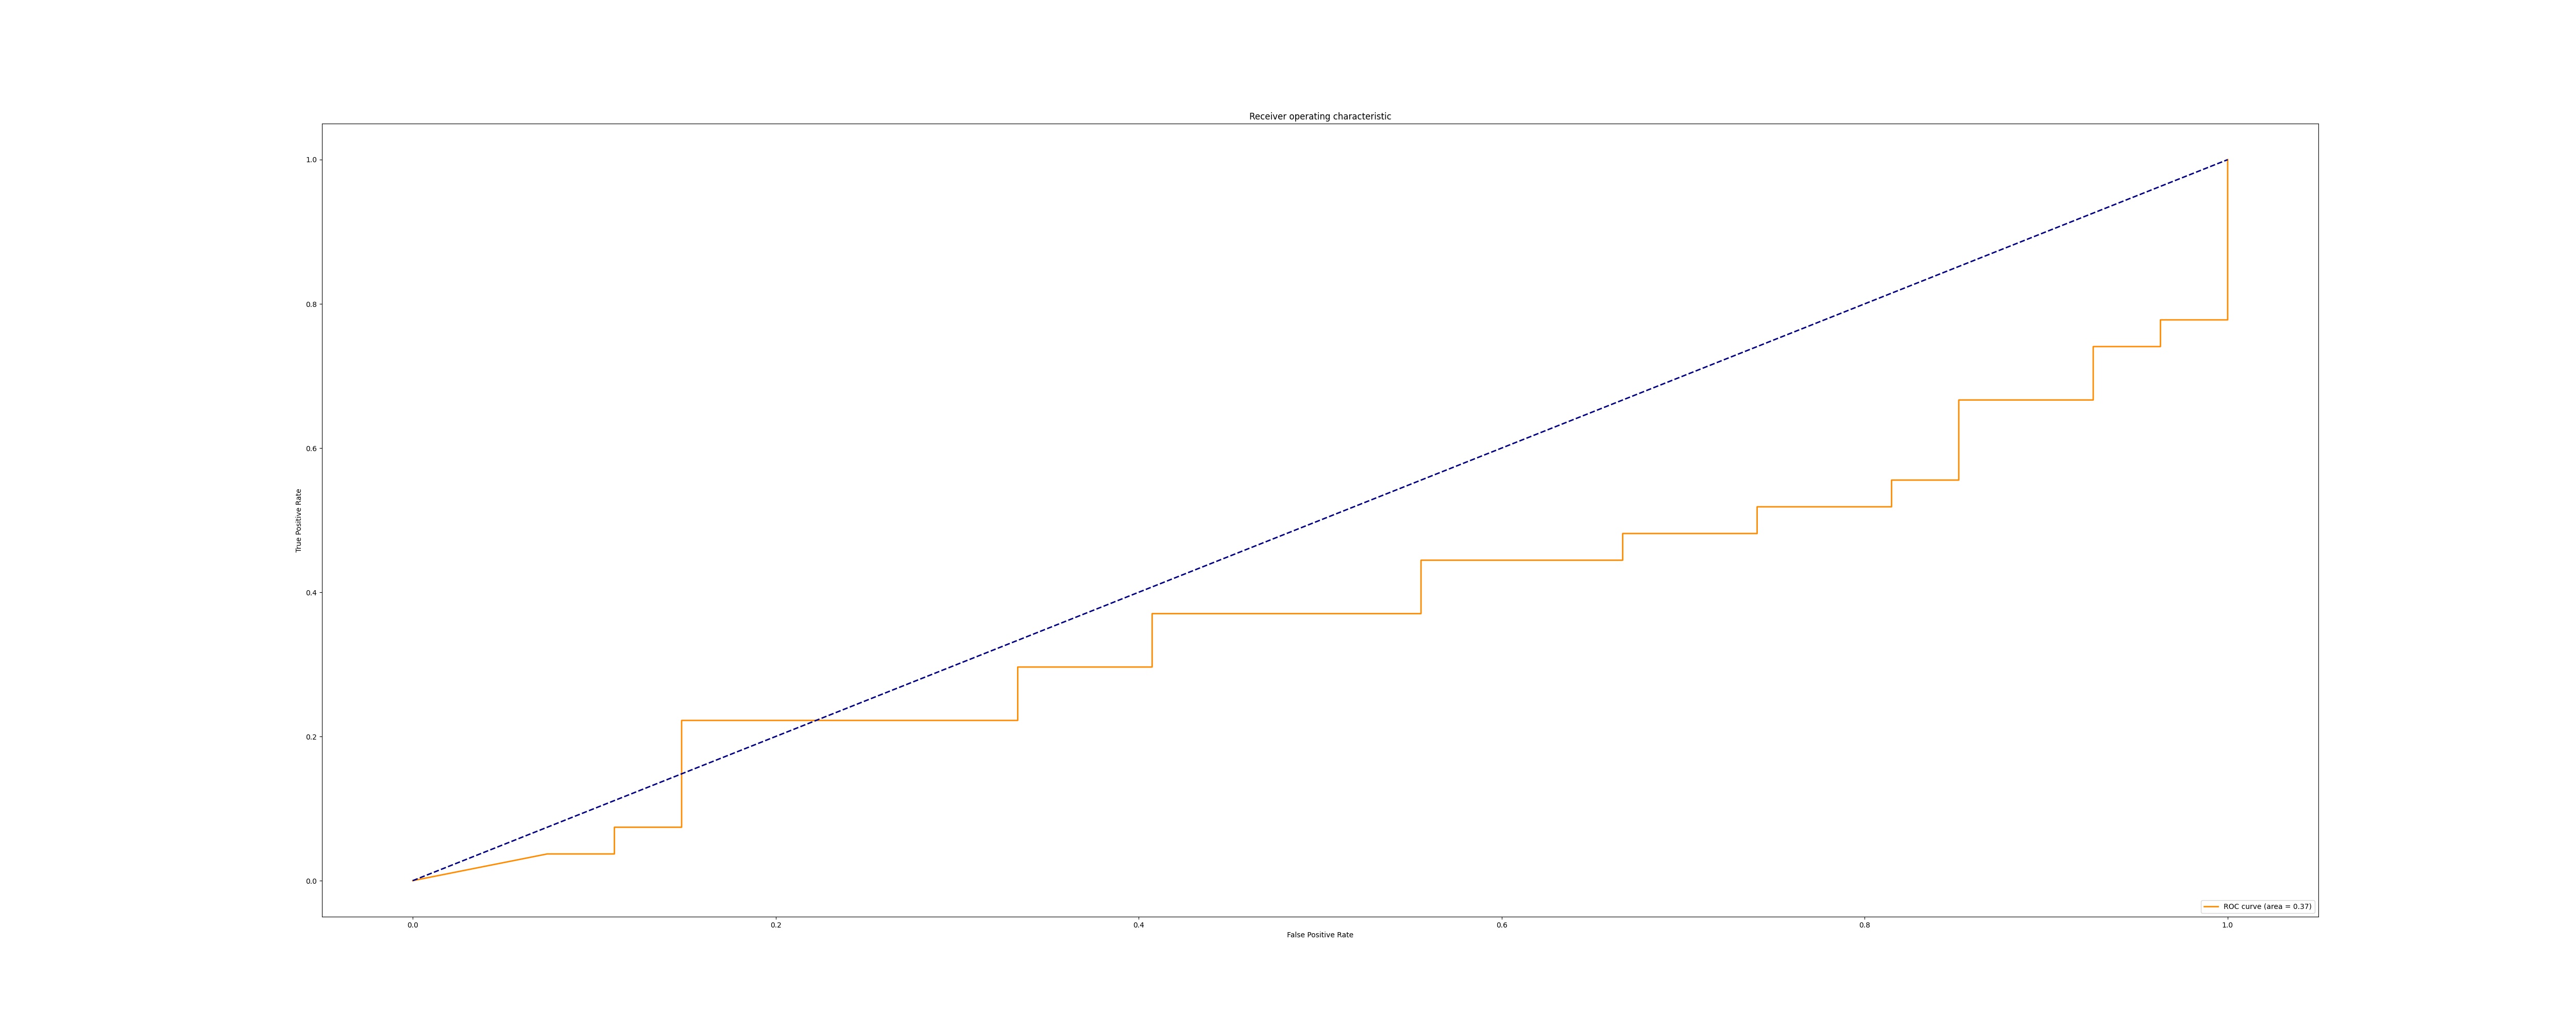 Receiver operating characteristic
1.0
0.8
0.6
0.4
0.2
0.0
True Positive Rate
0.0 0.2 0.4 0.6 0.8 1.0
False Positive Rate
ROC curve (area = 0.37)